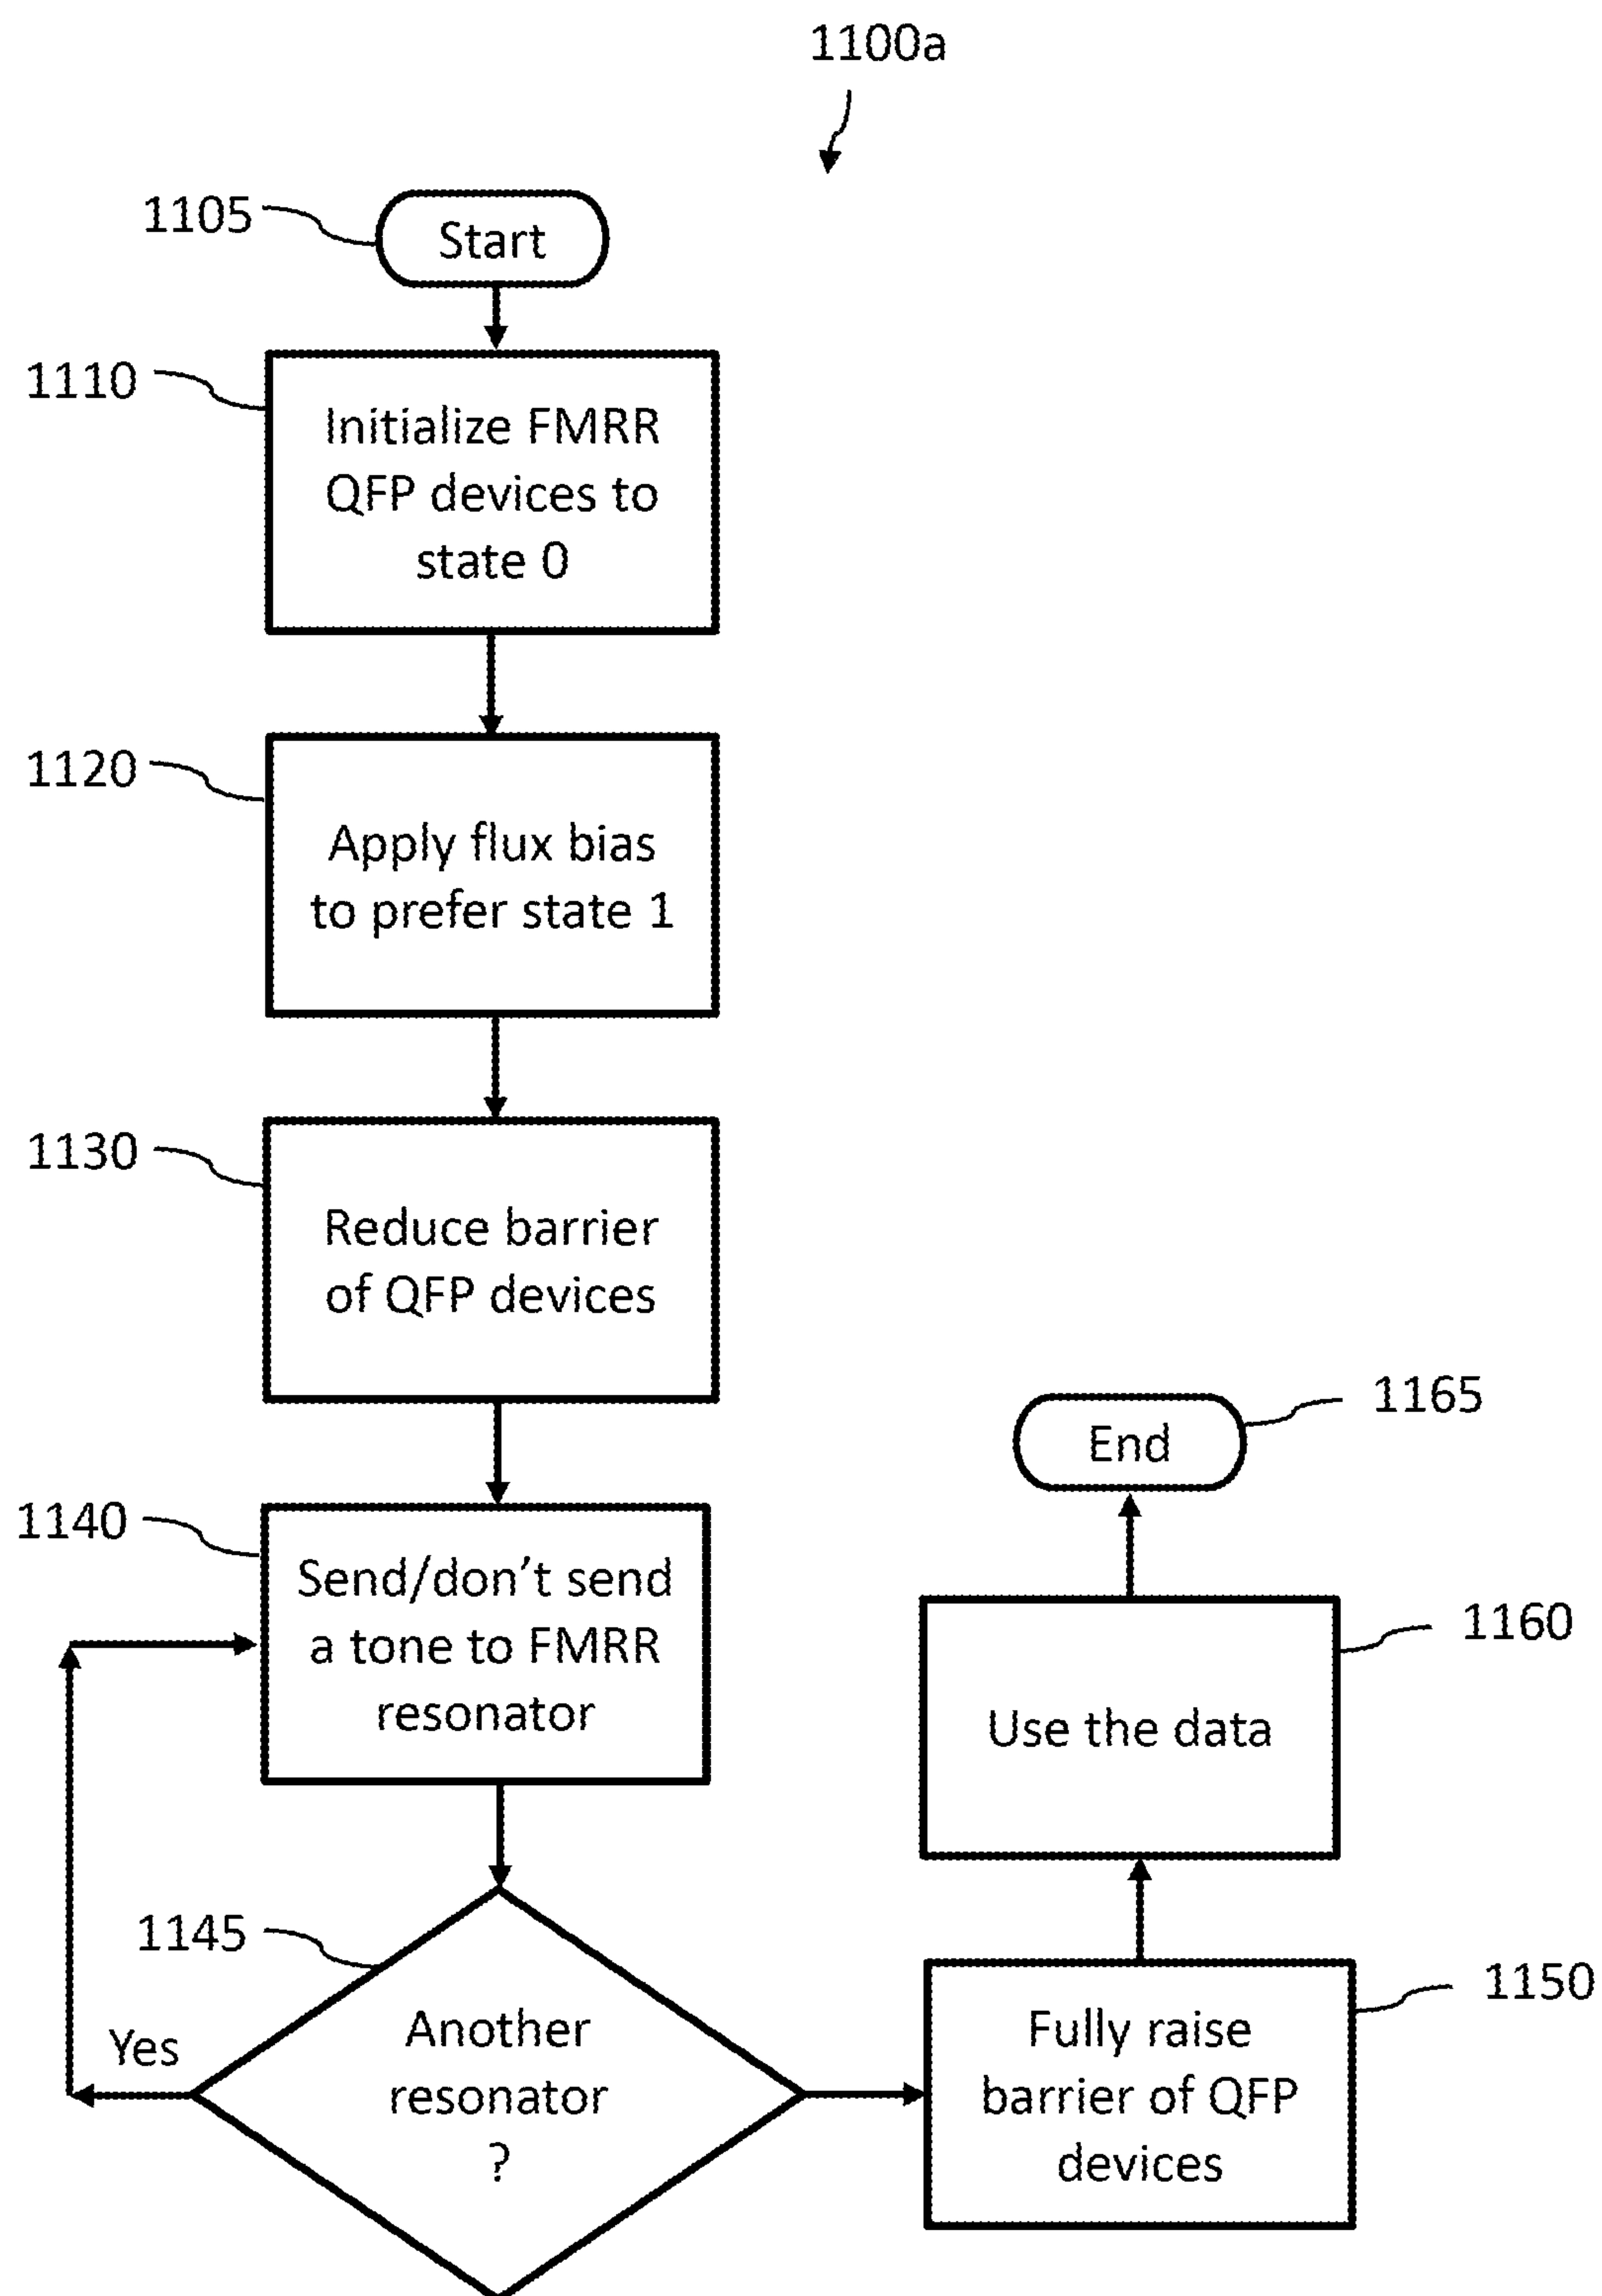 1100a
1105
Start
1110
Initialize FMRR
QFP devices to
state 0
1120
Apply flux bias
to prefer state 1
1130
Reduce barrier
of QFP devices
1140
Send/don't send
a tone to FMRR
resonator
1145
Another
resonator
?
Yes
1150
Fully raise
barrier of QFP
devices
1160
Use the data
1165
End